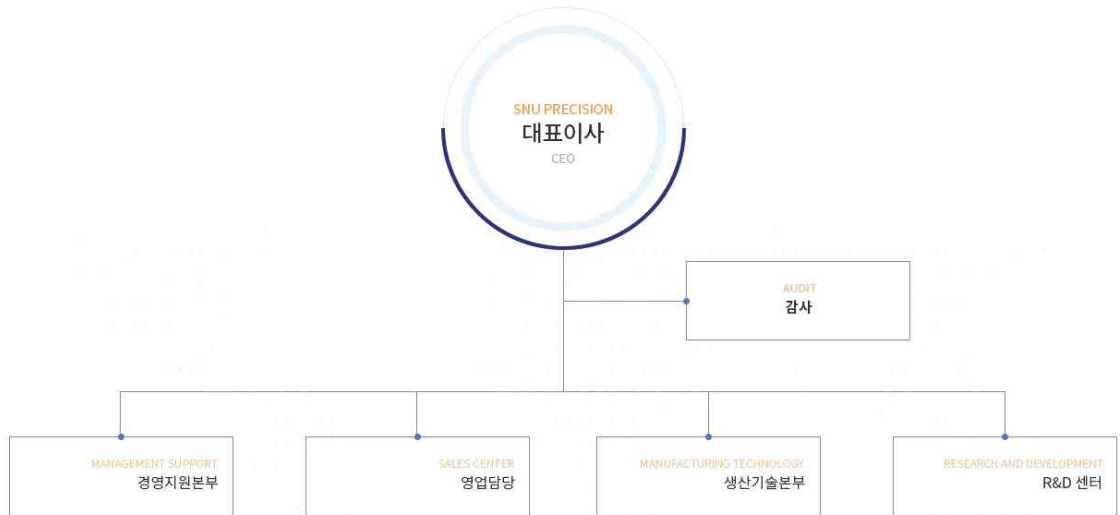 SNU PRECISION
대표이사
CEO
AUDIT
감사
MANAGEMENT SUPPORT
경영지원본부
SALES CENTER
영업담당
MANUFACTURING TECHNOLOGY
생산기술본부
RESEARCH AND DEVELOPMENT
R&D 센터